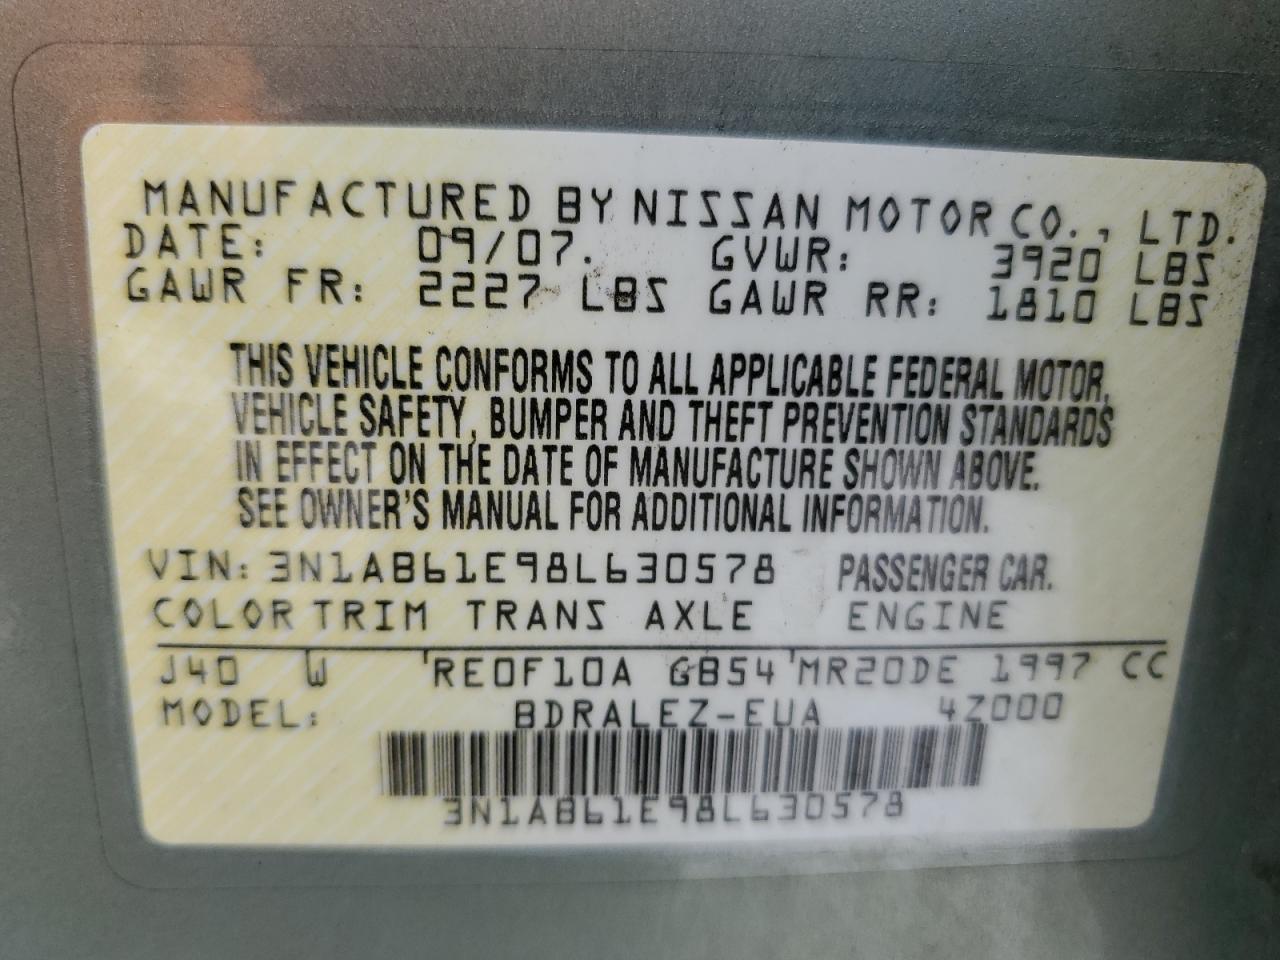 MANUFACTURED BY NISSAN MOTOR CO., LTD.
DATE: 09/07. GVWR: 3920 LBS
GAWR FR: 2227 LBS GAWR RR: 1810 LBS
THIS VEHICLE CONFORMS TO ALL APPLICABLE FEDERAL MOTOR,
VEHICLE SAFETY, BUMPER AND THEFT PREVENTION STANDARDS
IN EFFECT ON THE DATE OF MANUFACTURE SHOWN ABOVE.
SEE OWNER'S MANUAL FOR ADDITIONAL INFORMATION.
VIN: 3N1AB61E98L630578 PASSENGER CAR.
COLOR TRIM TRANS AXLE ENGINE
J40 W 'RE0F10A GB54 'MR20DE 1997 CC
MODEL: BDRALEZ-EUA 4Z000
3N1AB61E98L630578